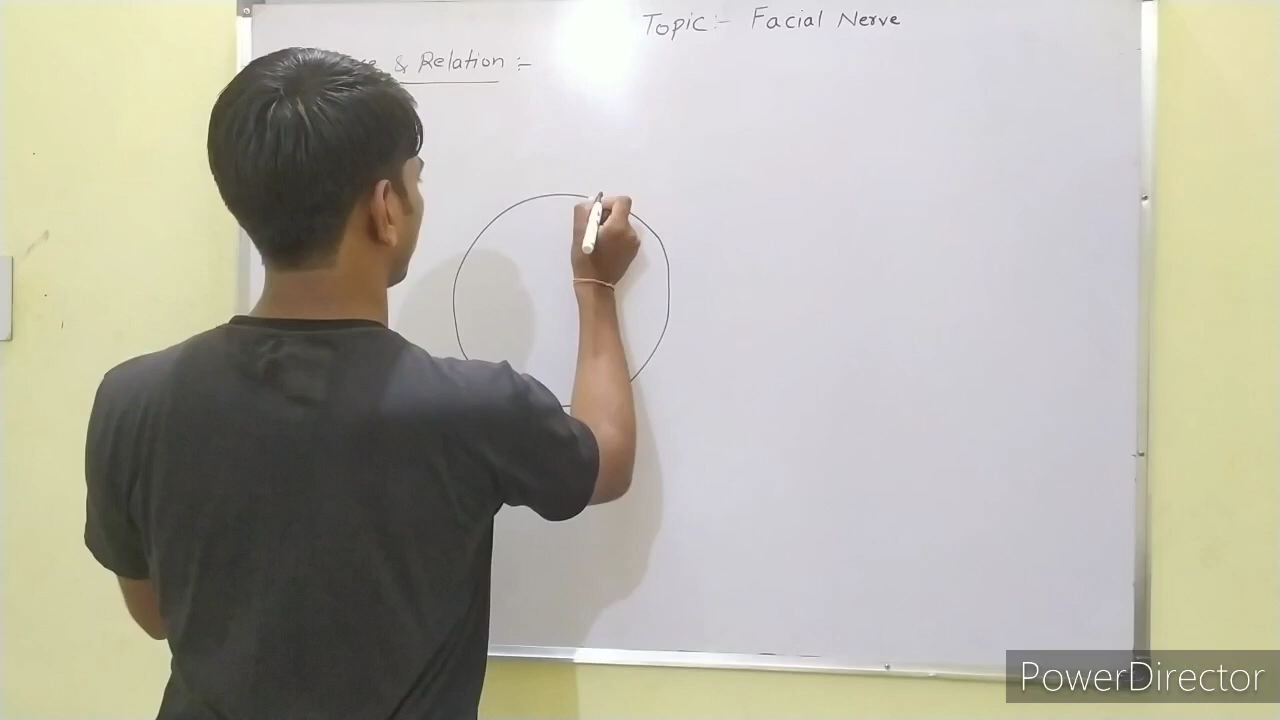 Topic:- Facial Nerve
& Relation :-
PowerDirector